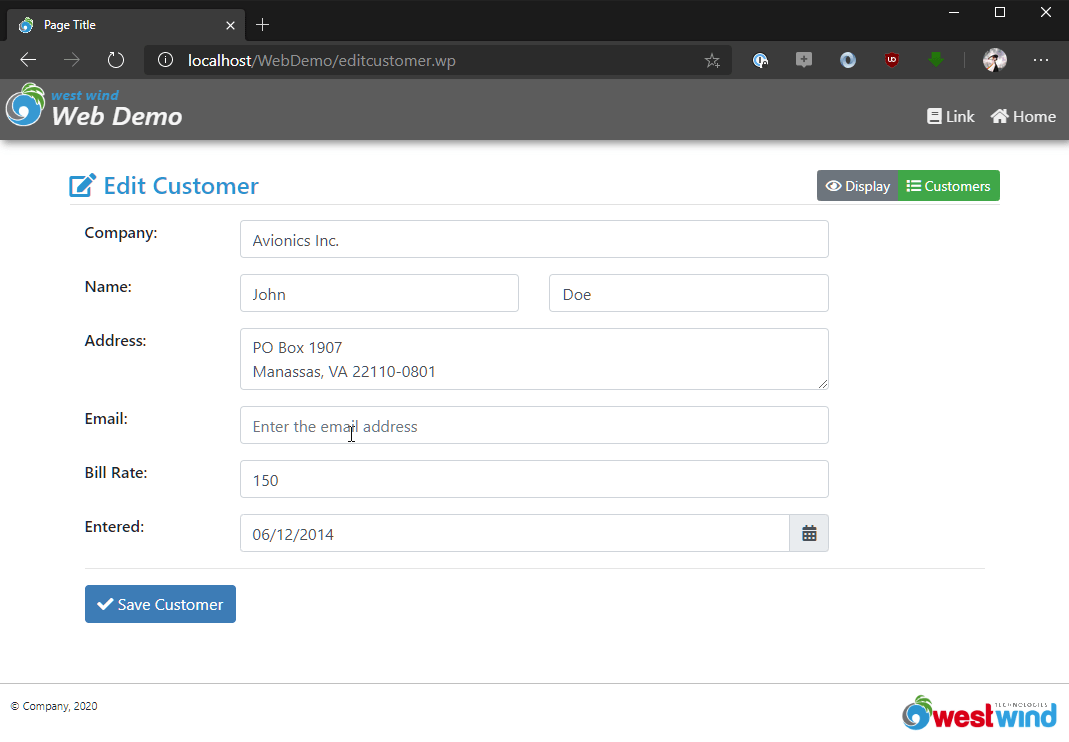 Page Title
localhost/WebDemo/editcustomer.wp
west wind
Web Demo
Link Home
Edit Customer
Display Customers
Company: Avionics Inc.
Name: John Doe
Address: PO Box 1907
Manassas, VA 22110-0801
Email: Enter the email address
Bill Rate: 150
Entered: 06/12/2014
Save Customer
© Company, 2020
TECHNOLOGIES
westwind